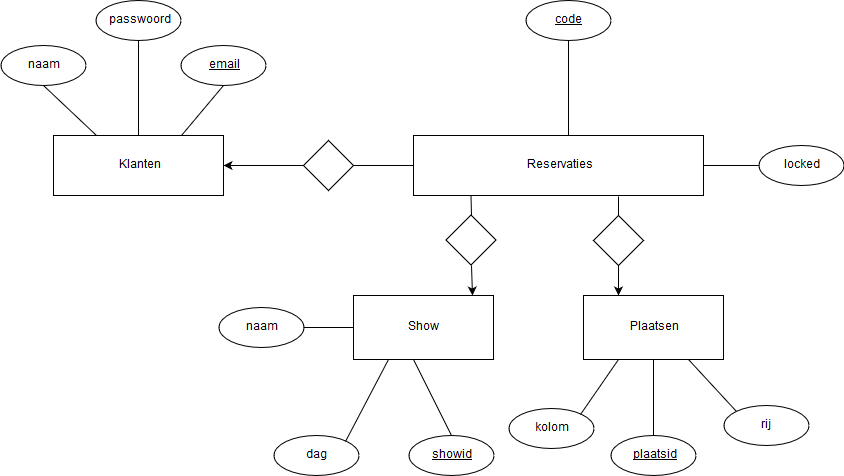 passwoord
code
naam
email
Klanten
Reservaties
locked
naam
Show
Plaatsen
kolom
rij
dag
showid
plaatsid